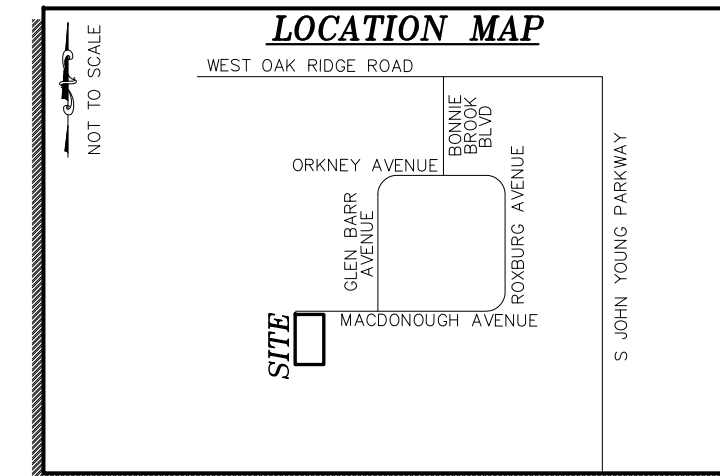 LOCATION MAP
NOT TO SCALE
WEST OAK RIDGE ROAD
BONNIE
BROOK
BLVD
ORKNEY AVENUE
GLEN BARR
AVENUE
ROXBURG AVENUE
S JOHN YOUNG PARKWAY
MACDONOUGH AVENUE
SITE